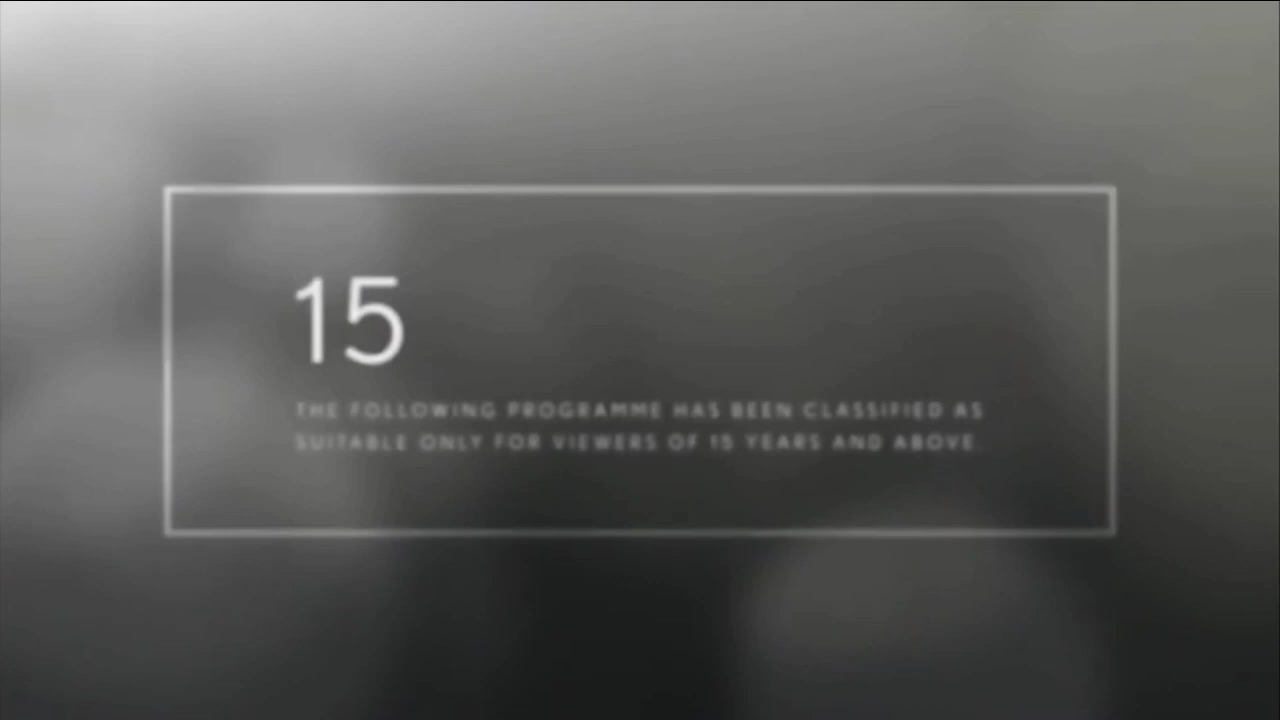 15
THE FOLLOWING PROGRAMME HAS BEEN CLASSIFIED AS
SUITABLE ONLY FOR VIEWERS OF 15 YEARS AND ABOVE.